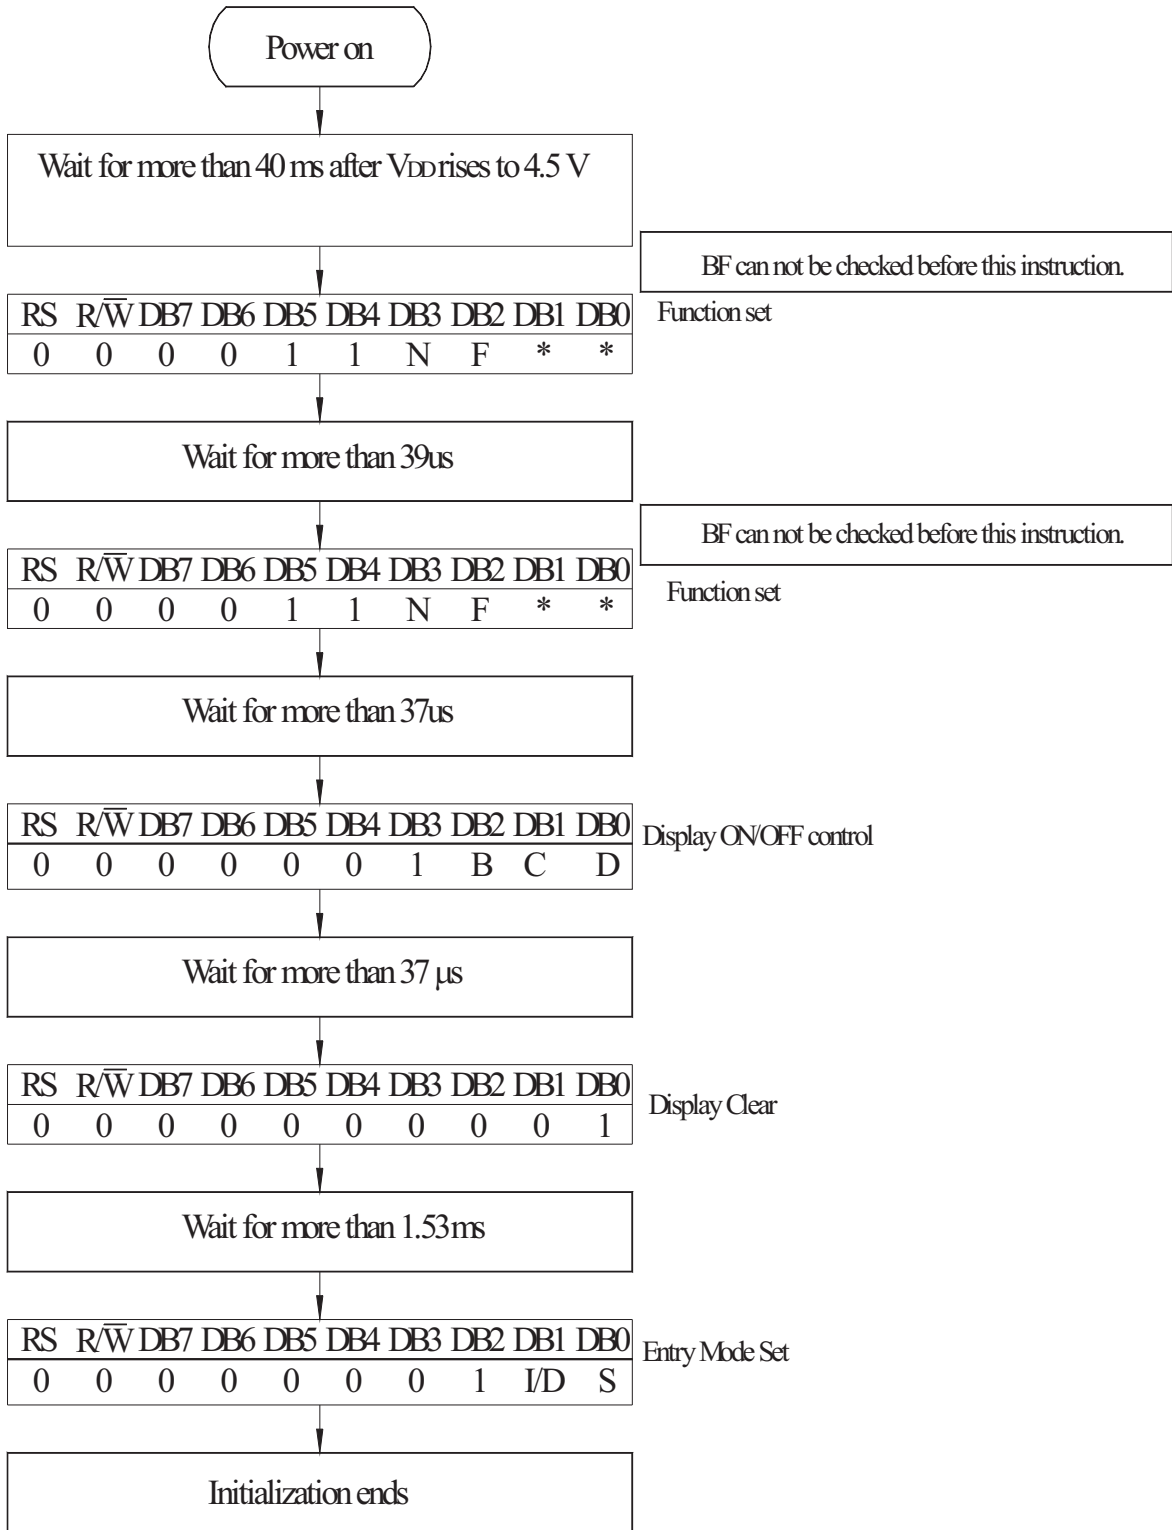 Power on
Wait for more than 40 ms after VDD rises to 4.5 V
BF can not be checked before this instruction.
RS R/W̅ DB7 DB6 DB5 DB4 DB3 DB2 DB1 DB0
Function set
0 0 0 0 1 1 N F * *
Wait for more than 39us
BF can not be checked before this instruction.
RS R/W̅ DB7 DB6 DB5 DB4 DB3 DB2 DB1 DB0
Function set
0 0 0 0 1 1 N F * *
Wait for more than 37us
RS R/W̅ DB7 DB6 DB5 DB4 DB3 DB2 DB1 DB0
Display ON/OFF control
0 0 0 0 0 0 1 B C D
Wait for more than 37 µs
RS R/W̅ DB7 DB6 DB5 DB4 DB3 DB2 DB1 DB0
Display Clear
0 0 0 0 0 0 0 0 0 1
Wait for more than 1.53ms
RS R/W̅ DB7 DB6 DB5 DB4 DB3 DB2 DB1 DB0
Entry Mode Set
0 0 0 0 0 0 0 1 I/D S
Initialization ends